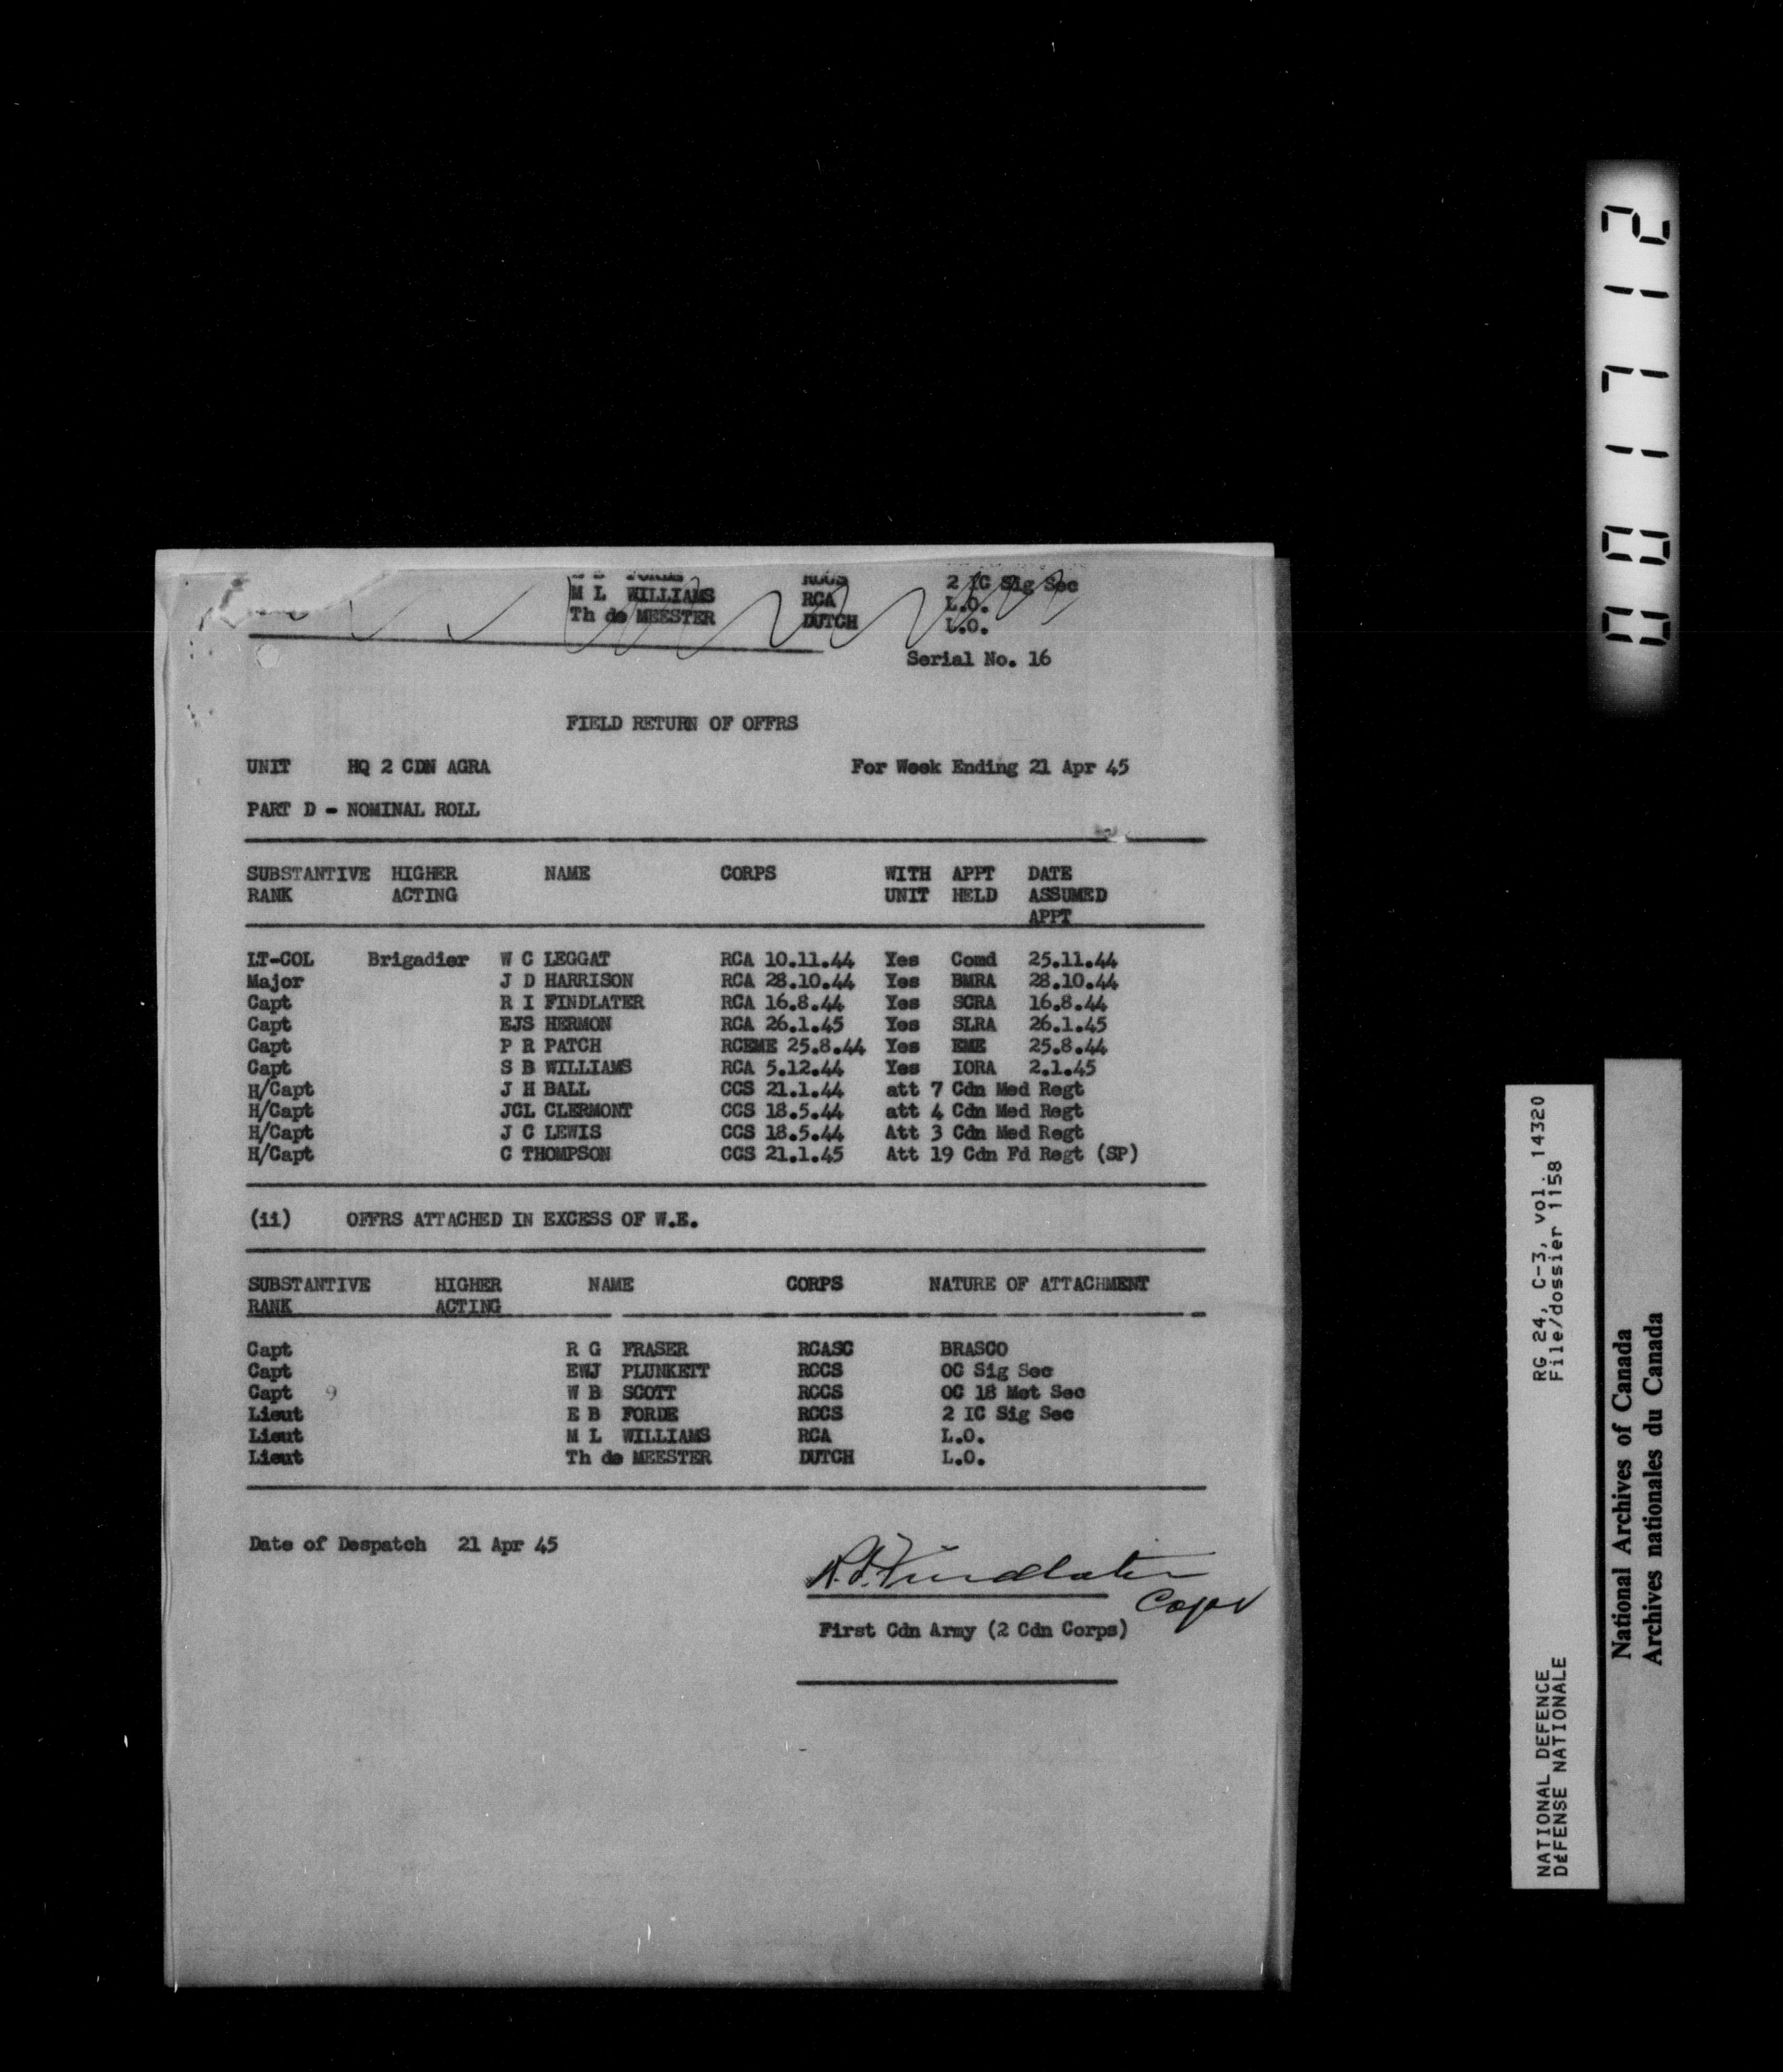 2 IC Sig Sec
M L WILLIAMS RCA L.O.
Th de MEESTER DUTCH L.O.
Serial No. 16
FIELD RETURN OF OFFRS
UNIT HQ 2 CDN AGRA For Week Ending 21 Apr 45
PART D - NOMINAL ROLL
SUBSTANTIVE HIGHER NAME CORPS WITH APPT DATE
RANK ACTING UNIT HELD ASSUMED
APPT
LT-COL Brigadier W C LEGGAT RCA 10.11.44 Yes Comd 25.11.44
Major J D HARRISON RCA 28.10.44 Yes BMRA 28.10.44
Capt R I FINDLATER RCA 16.8.44 Yes SCRA 16.8.44
Capt EJS HERMON RCA 26.1.45 Yes SLRA 26.1.45
Capt P R PATCH RCEME 25.8.44 Yes EME 25.8.44
Capt S B WILLIAMS RCA 5.12.44 Yes IORA 2.1.45
H/Capt J H BALL CCS 21.1.44 att 7 Cdn Med Regt
H/Capt JCL CLERMONT CCS 18.5.44 att 4 Cdn Med Regt
H/Capt J C LEWIS CCS 18.5.44 Att 3 Cdn Med Regt
H/Capt C THOMPSON CCS 21.1.45 Att 19 Cdn Fd Regt (SP)
(ii) OFFRS ATTACHED IN EXCESS OF W.E.
SUBSTANTIVE HIGHER NAME CORPS NATURE OF ATTACHMENT
RANK ACTING
Capt R G FRASER RCASC BRASCO
Capt EWJ PLUNKETT RCCS OC Sig Sec
Capt W B SCOTT RCCS OC 18 Met Sec
Lieut E B FORDE RCCS 2 IC Sig Sec
Lieut M L WILLIAMS RCA L.O.
Lieut Th de MEESTER DUTCH L.O.
Date of Despatch 21 Apr 45
R.I. Findlater
Capt
First Cdn Army (2 Cdn Corps)
001712
RG 24, C-3, vol. 14320
File/dossier 1158
NATIONAL DEFENCE
DÉFENSE NATIONALE
National Archives of Canada
Archives nationales du Canada